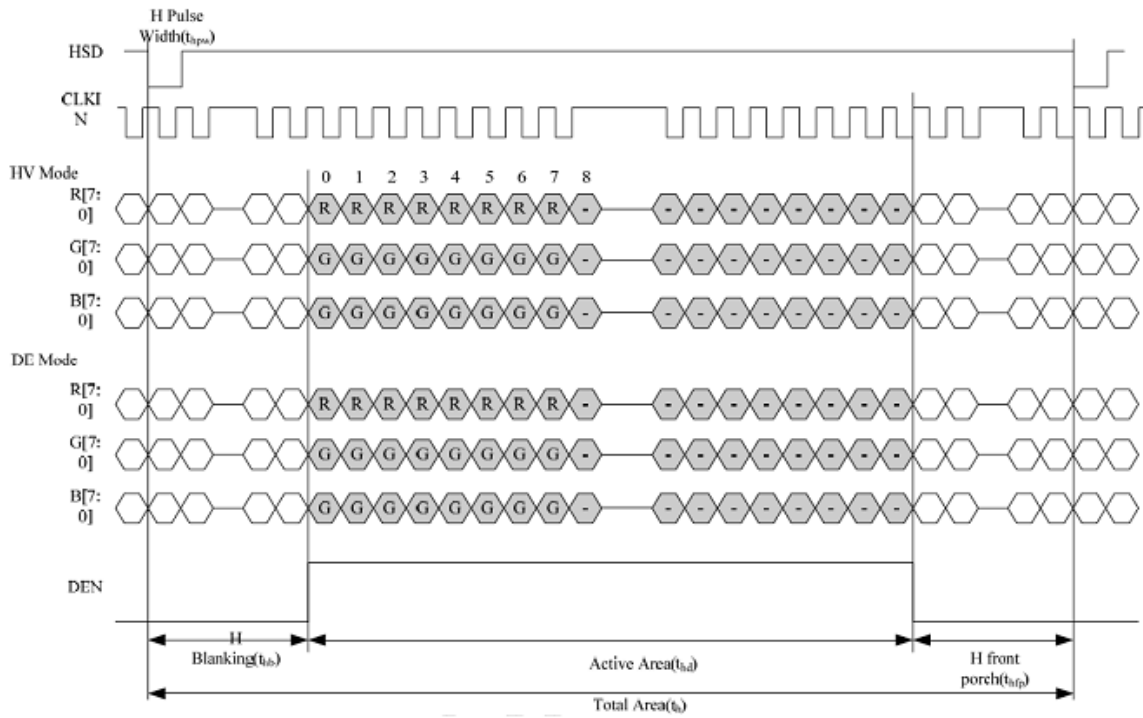 H Pulse
Width(thpw)
HSD
CLKI
N
HV Mode
0 1 2 3 4 5 6 7 8
R[7:
0]
R R R R R R R R - - - - - - - - -
G[7:
0]
G G G G G G G G - - - - - - - - -
B[7:
0]
G G G G G G G G - - - - - - - - -
DE Mode
R[7:
0]
R R R R R R R R - - - - - - - - -
G[7:
0]
G G G G G G G G - - - - - - - - -
B[7:
0]
G G G G G G G G - - - - - - - - -
DEN
H
Blanking(thb)
Active Area(thd)
H front
porch(thfp)
Total Area(th)